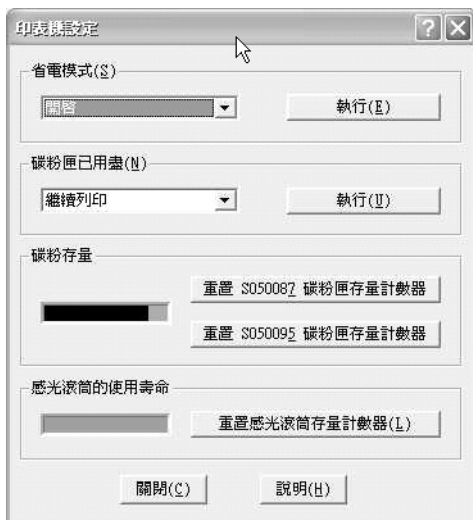 印表機設定
省電模式(S)
開啓
執行(E)
碳粉匣已用盡(N)
繼續列印
執行(U)
碳粉存量
重置 S050087 碳粉匣存量計數器
重置 S050095 碳粉匣存量計數器
感光滾筒的使用壽命
重置感光滾筒存量計數器(L)
關閉(C)
說明(H)